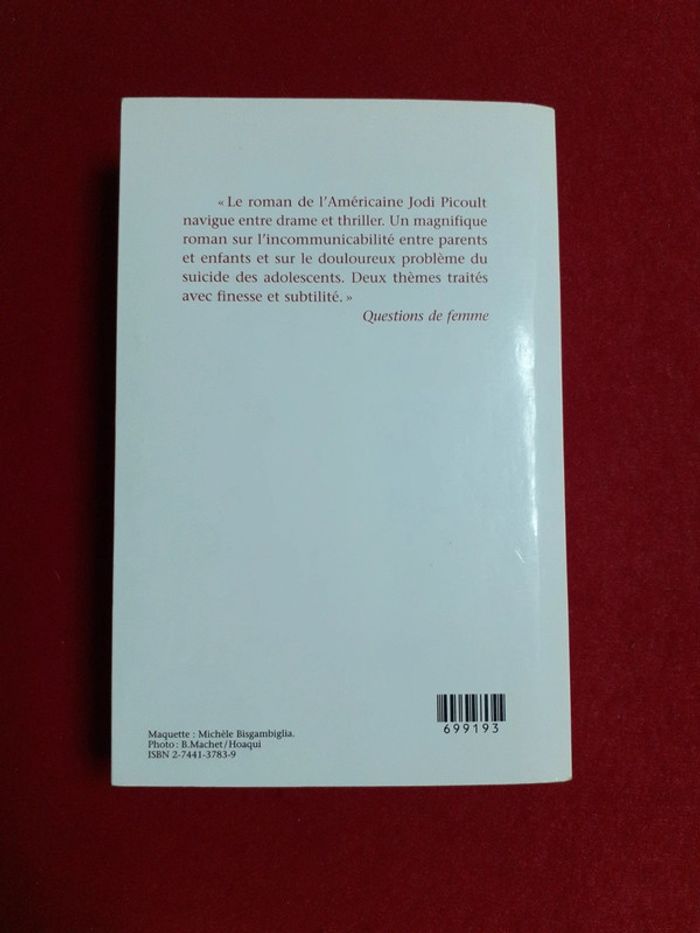 « Le roman de l'Américaine Jodi Picoult
navigue entre drame et thriller. Un magnifique
roman sur l'incommunicabilité entre parents
et enfants et sur le douloureux problème du
suicide des adolescents. Deux thèmes traités
avec finesse et subtilité. »
Questions de femme
699193
Maquette : Michèle Bisgambiglia.
Photo : B.Machet/Hoaqui
ISBN 2-7441-3783-9